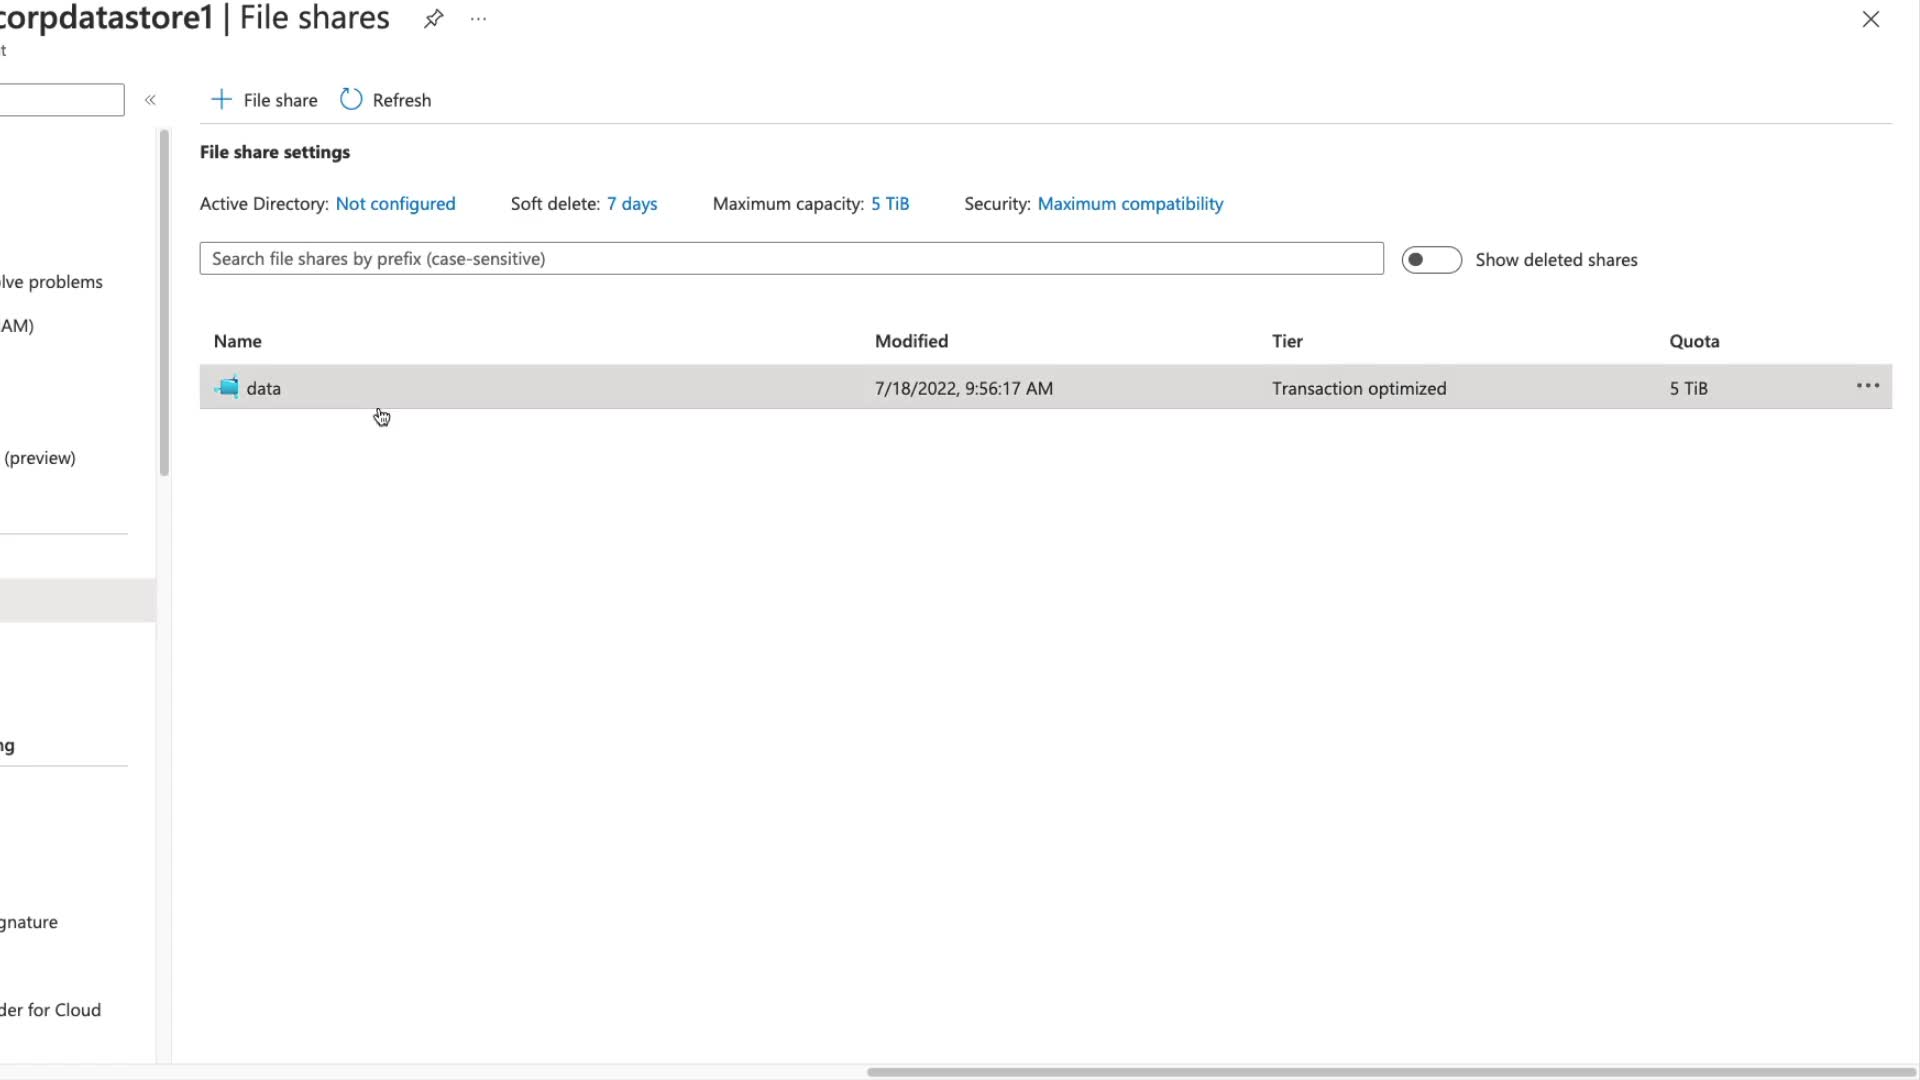 corpdatastore1 | File shares
t
File share
Refresh
File share settings
Active Directory: Not configured
Soft delete: 7 days
Maximum capacity: 5 TiB
Security: Maximum compatibility
Search file shares by prefix (case-sensitive)
Show deleted shares
Name Modified Tier Quota
data 7/18/2022, 9:56:17 AM Transaction optimized 5 TiB
lve problems
AM)
(preview)
ng
gnature
der for Cloud